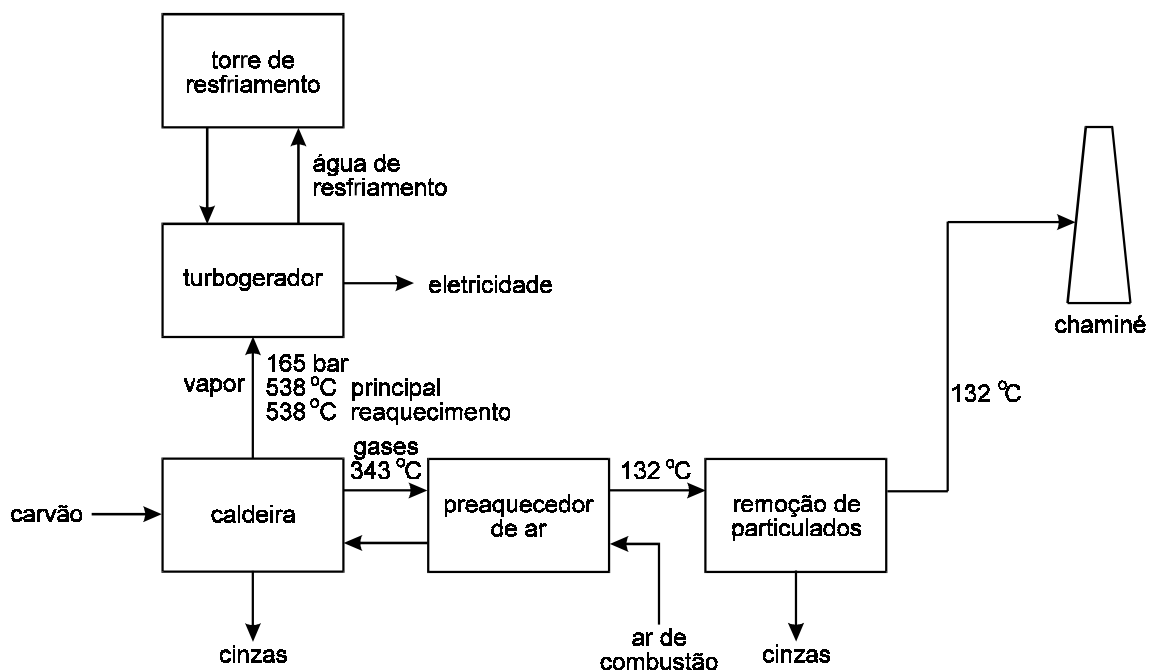 torre de
resfriamento
água de
resfriamento
turbogerador
eletricidade
chaminé
vapor
165 bar
538 °C principal
538 °C reaquecimento
132 °C
gases
343 °C
132 °C
carvão
caldeira
preaquecedor
de ar
remoção de
particulados
cinzas
ar de
combustão
cinzas